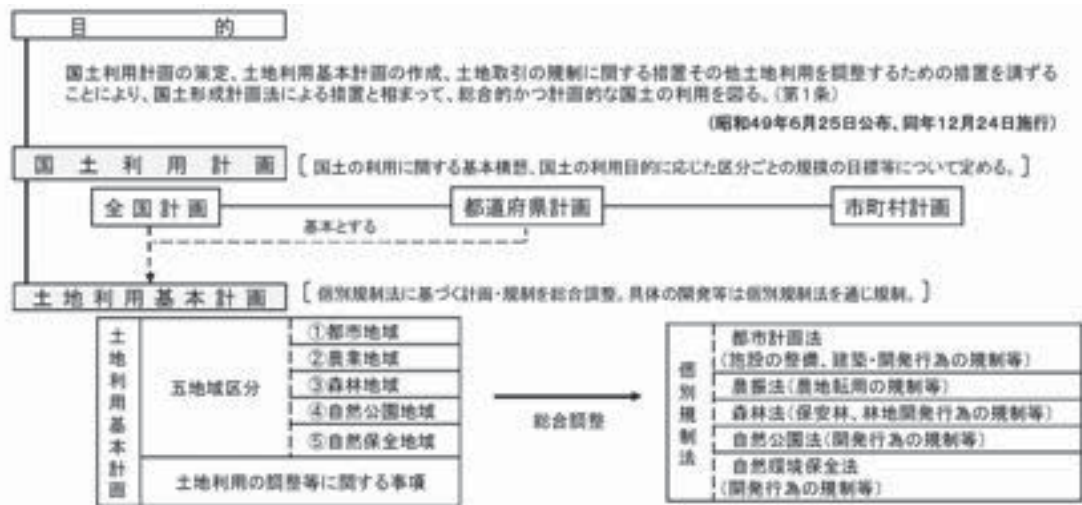 目的
国土利用計画の策定、土地利用基本計画の作成、土地取引の規制に関する措置その他土地利用を調整するための措置を講ずる
ことにより、国土形成計画法による措置と相まって、総合的かつ計画的な国土の利用を図る。(第1条)
(昭和49年6月25日公布、同年12月24日施行)
国土利用計画
[国土の利用に関する基本構想、国土の利用目的に応じた区分ごとの規模の目標等について定める。]
全国計画
都道府県計画
市町村計画
基本とする
土地利用基本計画
[個別規制法に基づく計画・規制を総合調整。具体の開発等は個別規制法を通じ規制。]
土地利用基本計画
五地域区分
①都市地域
②農業地域
③森林地域
④自然公園地域
⑤自然保全地域
土地利用の調整等に関する事項
総合調整
個別規制法
都市計画法
(施設の整備、建築・開発行為の規制等)
農振法(農地転用の規制等)
森林法(保安林、林地開発行為の規制等)
自然公園法(開発行為の規制等)
自然環境保全法
(開発行為の規制等)